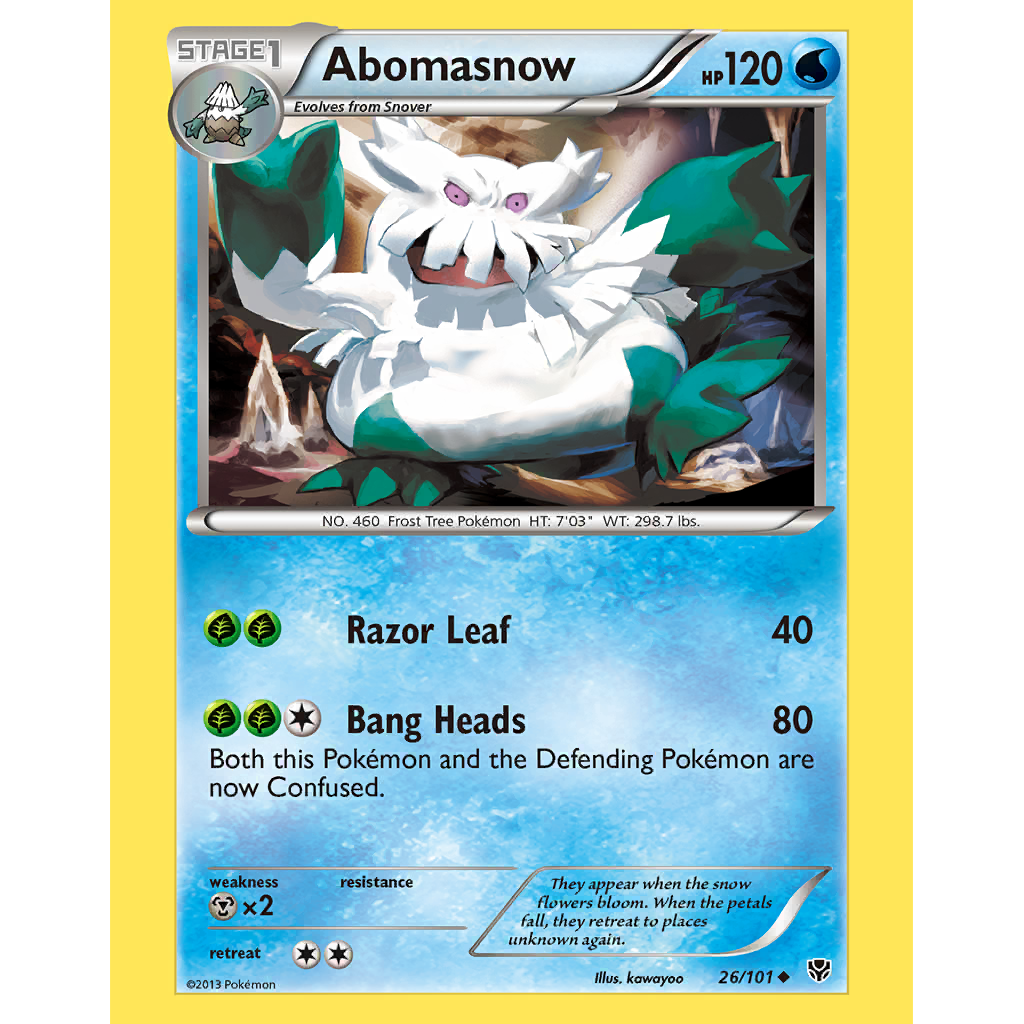 STAGE1
Abomasnow
HP120
Evolves from Snover
NO. 460 Frost Tree Pokémon HT: 7'03" WT: 298.7 lbs.
Razor Leaf 40
Bang Heads 80
Both this Pokémon and the Defending Pokémon are
now Confused.
weakness resistance
×2
retreat
They appear when the snow
flowers bloom. When the petals
fall, they retreat to places
unknown again.
Illus. kawayoo 26/101
©2013 Pokémon